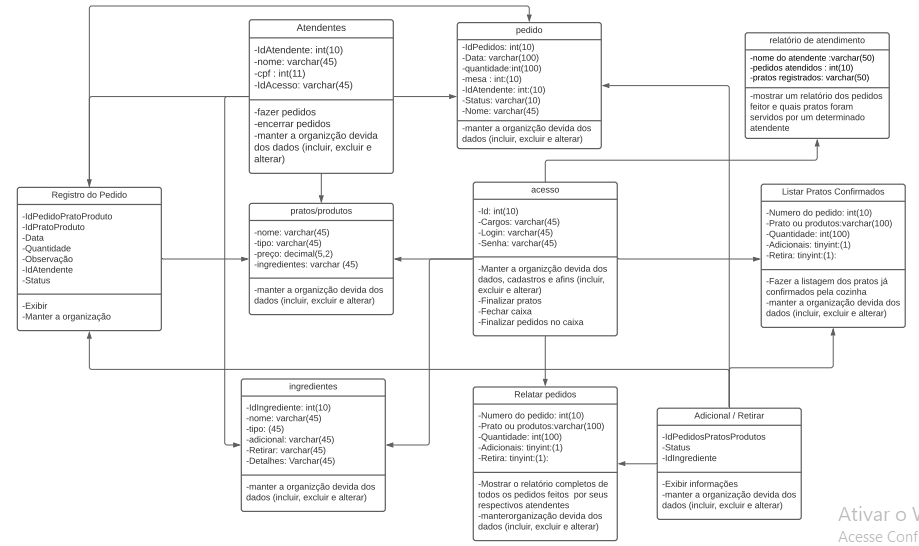 Atendentes
-IdAtendente: int(10)
-nome: varchar(45)
-cpf : int(11)
-IdAcesso: varchar(45)
-fazer pedidos
-encerrar pedidos
-manter a organizção devida
dos dados (incluir, excluir e
alterar)
pedido
-IdPedidos: int(10)
-Data: varchar(100)
-quantidade:int(100)
-mesa : int:(10)
-IdAtendente: int:(10)
-Status: varchar(10)
-Nome: varchar(45)
-manter a organzição devida dos
dados (incluir, excluir e alterar)
relatório de atendimento
-nome do atendente :varchar(50)
-pedidos atendidos : int(10)
-pratos registrados: varchar(50)
-mostrar um relatório dos pedidos
feitor e quais pratos foram
servidos por um determinado
atendente
Registro do Pedido
-IdPedidoPratoProduto
-IdPratoProduto
-Data
-Quantidade
-Observação
-IdAtendente
-Status
-Exibir
-Manter a organização
pratos/produtos
-nome: varchar(45)
-tipo: varchar(45)
-preço: decimal(5,2)
-ingredientes: varchar (45)
-manter a organizção devida dos
dados (incluir, excluir e alterar)
acesso
-Id: int(10)
-Cargos: varchar(45)
-Login: varchar(45)
-Senha: varchar(45)
-Manter a organizção devida dos
dados, cadastros e afins (incluir,
excluir e alterar)
-Finalizar pratos
-Fechar caixa
-Finalizar pedidos no caixa
Listar Pratos Confirmados
-Numero do pedido: int(10)
-Prato ou produtos:varchar(100)
-Quantidade: int(100)
-Adicionais: tinyint:(1)
-Retira: tinyint:(1):
-Fazer a listagem dos pratos já
confirmados pela cozinha
-manter a organização devida dos
dados (incluir, excluir e alterar)
ingredientes
-IdIngrediente: int(10)
-nome: varchar(45)
-tipo: (45)
-adicional: varchar(45)
-Retirar: varchar(45)
-Detalhes: Varchar(45)
-manter a organizção devida dos
dados (incluir, excluir e alterar)
Relatar pedidos
-Numero do pedido: int(10)
-Prato ou produtos:varchar(100)
-Quantidade: int(100)
-Adicionais: tinyint:(1)
-Retira: tinyint:(1):
-Mostrar o relatório completos de
todos os pedidos feitos por seus
respectivos atendentes
-manterorganização devida dos
dados (incluir, excluir e alterar)
Adicional / Retirar
-IdPedidosPratosProdutos
-Status
-IdIngrediente
-Exibir informações
-manter a organização devida dos
dados (incluir, excluir e alterar)
Ativar o W
Acesse Conf